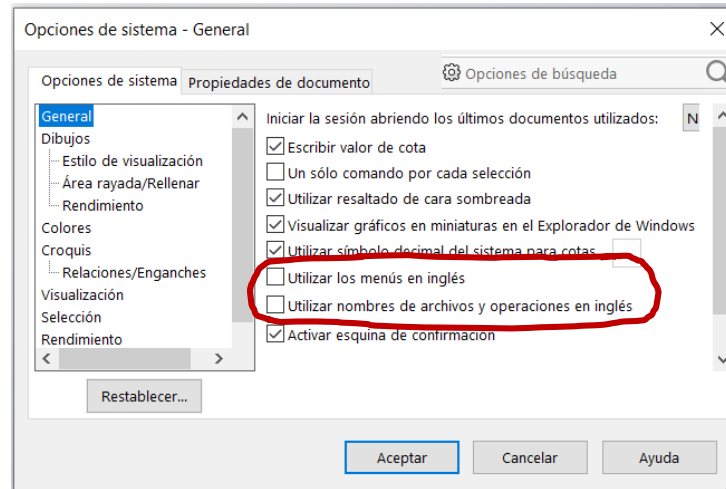 Opciones de sistema - General
Opciones de sistema
Propiedades de documento
Opciones de búsqueda
General
Dibujos
Estilo de visualización
Área rayada/Rellenar
Rendimiento
Colores
Croquis
Relaciones/Enganches
Visualización
Selección
Rendimiento
Restablecer...
Iniciar la sesión abriendo los últimos documentos utilizados: N
Escribir valor de cota
Un sólo comando por cada selección
Utilizar resaltado de cara sombreada
Visualizar gráficos en miniaturas en el Explorador de Windows
Utilizar símbolo decimal del sistema para cotas
Utilizar los menús en inglés
Utilizar nombres de archivos y operaciones en inglés
Activar esquina de confirmación
Aceptar
Cancelar
Ayuda